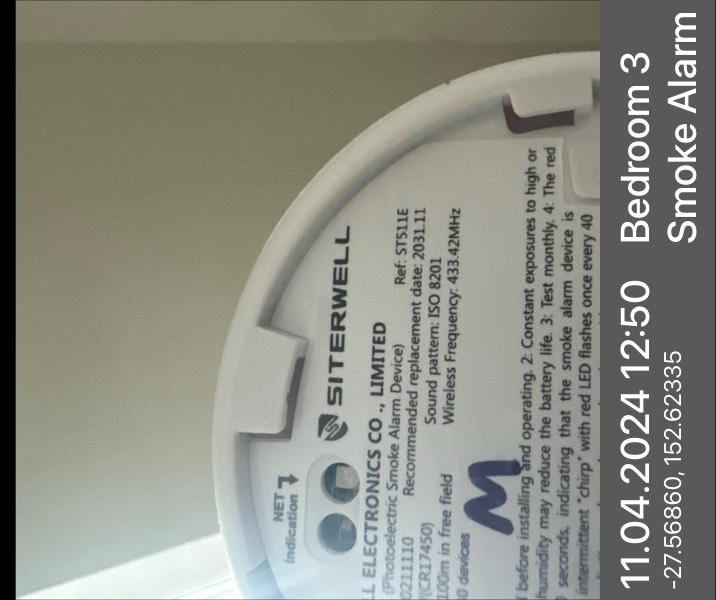 NET
Indication
SITERWELL
LL ELECTRONICS CO ., LIMITED
(Photoelectric Smoke Alarm Device) Ref: ST511E
0211110 Recommended replacement date: 2031.11
(CR17450) Sound pattern: ISO 8201
100m in free field Wireless Frequency: 433.42MHz
0 devices
M
before installing and operating. 2: Constant exposures to high or
humidity may reduce the battery life. 3: Test monthly. 4: The red
seconds, indicating that the smoke alarm device is
intermittent "chirp" with red LED flashes once every 40
11.04.2024 12:50 Bedroom 3
-27.56860, 152.62335 Smoke Alarm